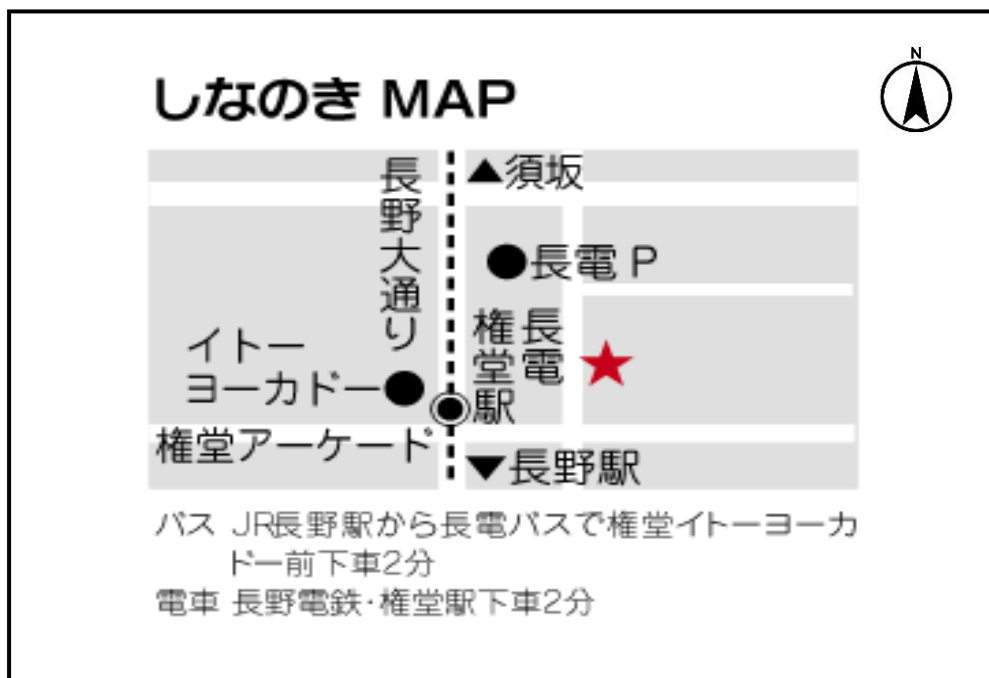 N
しなのき MAP
長野大通り
▲須坂
●長電 P
長電
権堂駅
イトー
ヨーカドー●
権堂アーケード
▼長野駅
バス JR長野駅から長電バスで権堂イトーヨーカ
ドー前下車2分
電車 長野電鉄・権堂駅下車2分